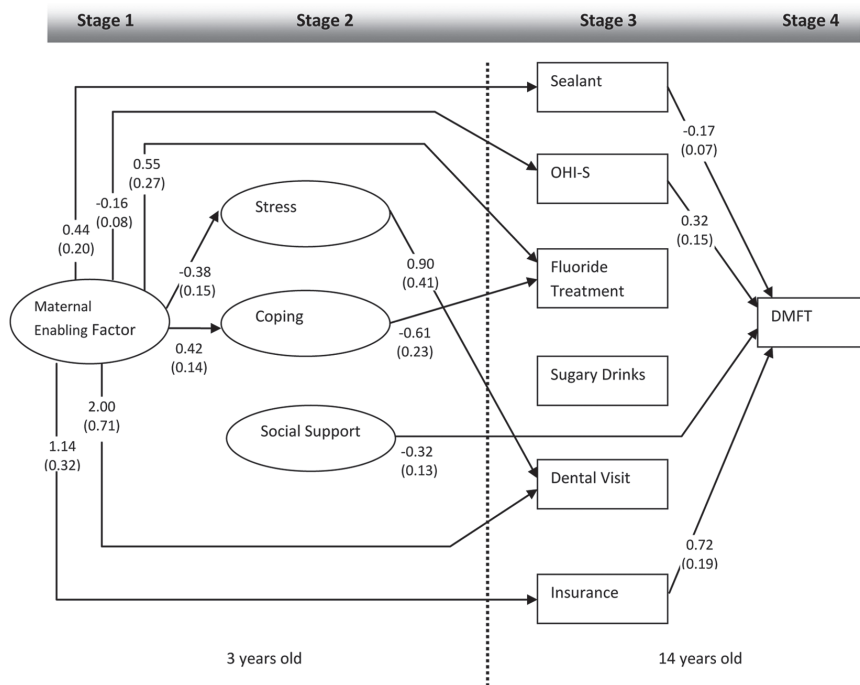 Stage 1 Stage 2 Stage 3 Stage 4
Sealant
-0.17
(0.07)
OHI-S
0.55
(0.27)
-0.16
(0.08)
0.44
(0.20)
Stress
0.32
(0.15)
-0.38
(0.15)
0.90
(0.41)
Fluoride
Treatment
Maternal
Enabling Factor
Coping
DMFT
0.42
(0.14)
-0.61
(0.23)
Sugary Drinks
2.00
(0.71)
Social Support
1.14
(0.32)
-0.32
(0.13)
Dental Visit
0.72
(0.19)
Insurance
3 years old
14 years old